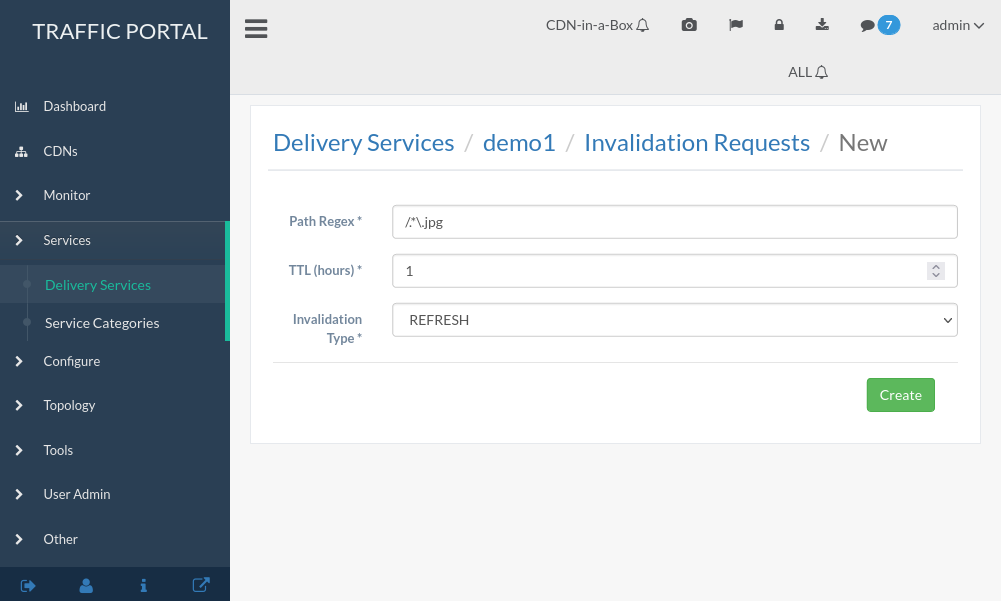 TRAFFIC PORTAL
Dashboard
CDNs
Monitor
Services
Delivery Services
Service Categories
Configure
Topology
Tools
User Admin
Other
CDN-in-a-Box
7
admin
ALL
Delivery Services / demo1 / Invalidation Requests / New
Path Regex *
/.*\.jpg
TTL (hours) *
1
Invalidation
Type *
REFRESH
Create